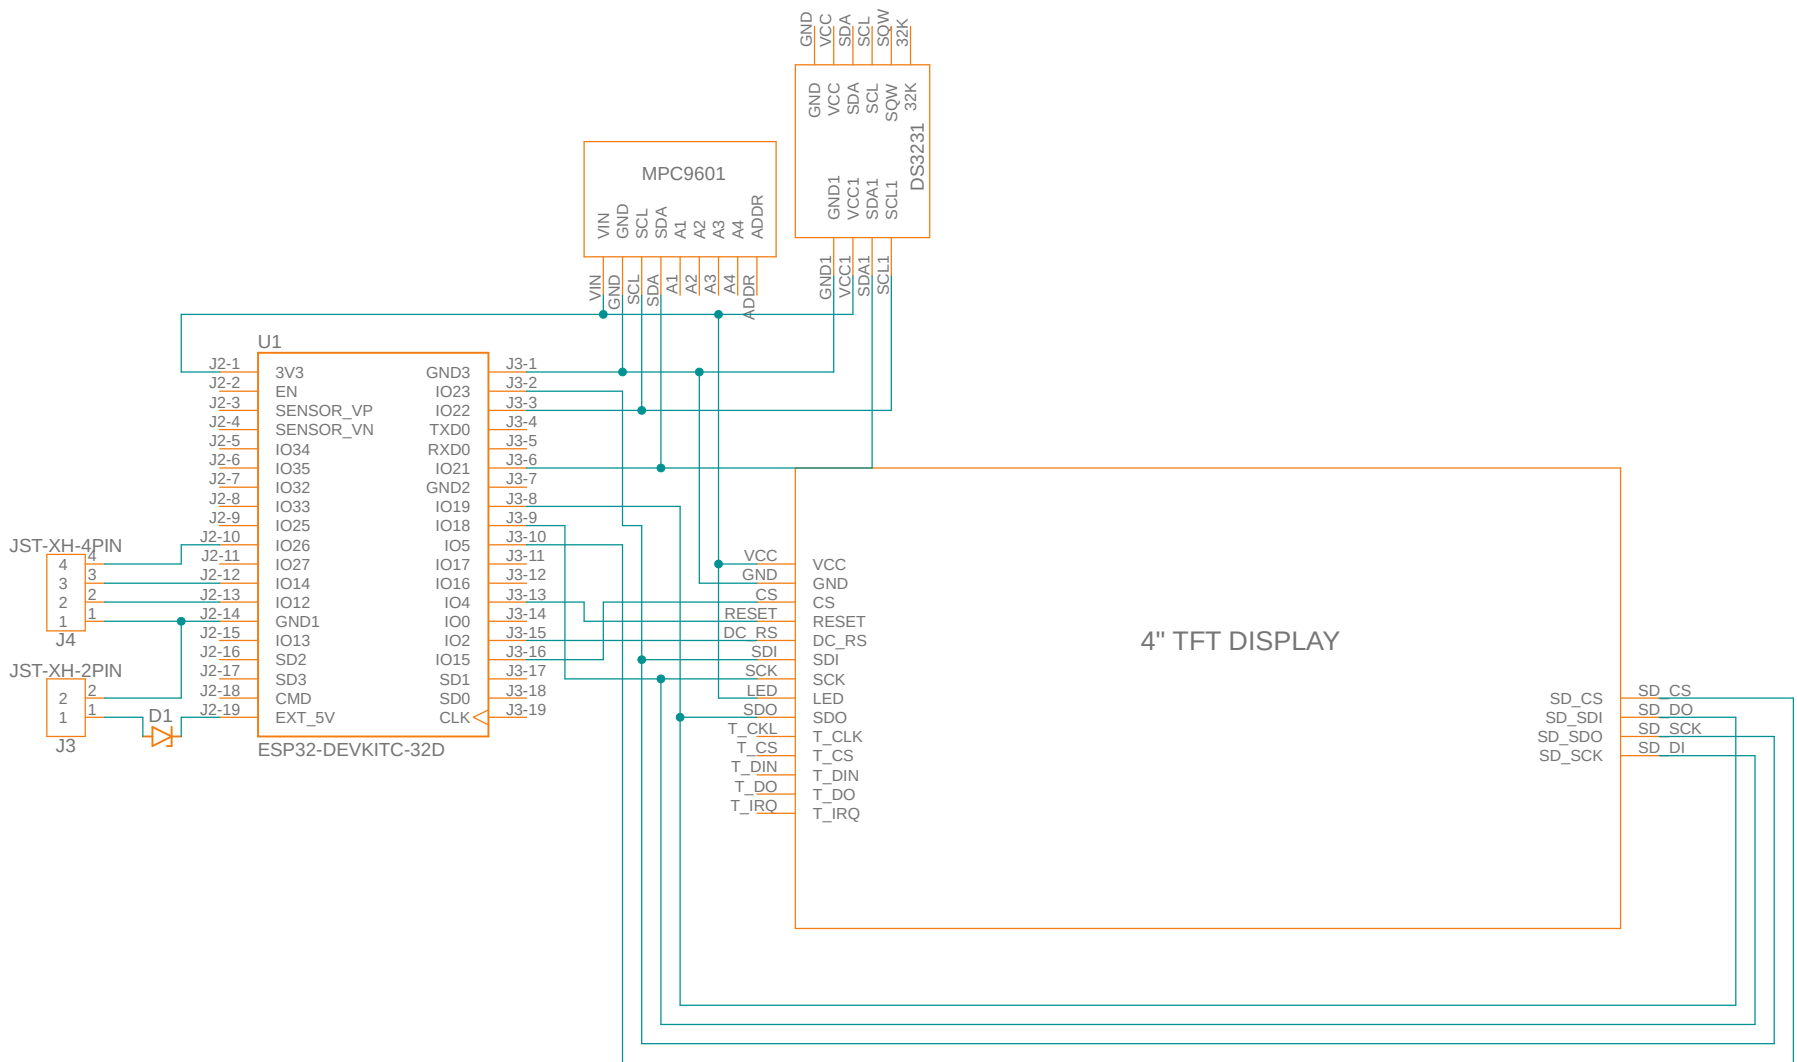 GND
VCC
SDA
SCL
SQW
32K
GND
VCC
SDA
SCL
SQW
32K
DS3231
GND1
VCC1
SDA1
SCL1
GND1
VCC1
SDA1
SCL1
MPC9601
VIN
GND
SCL
SDA
A1
A2
A3
A4
ADDR
VIN
GND
SCL
SDA
A1
A2
A3
A4
ADDR
U1
J2-1 3V3 GND3 J3-1
J2-2 EN IO23 J3-2
J2-3 SENSOR_VP IO22 J3-3
J2-4 SENSOR_VN TXD0 J3-4
J2-5 IO34 RXD0 J3-5
J2-6 IO35 IO21 J3-6
J2-7 IO32 GND2 J3-7
J2-8 IO33 IO19 J3-8
J2-9 IO25 IO18 J3-9
J2-10 IO26 IO5 J3-10
J2-11 IO27 IO17 J3-11
J2-12 IO14 IO16 J3-12
J2-13 IO12 IO4 J3-13
J2-14 GND1 IO0 J3-14
J2-15 IO13 IO2 J3-15
J2-16 SD2 IO15 J3-16
J2-17 SD3 SD1 J3-17
J2-18 CMD SD0 J3-18
J2-19 EXT_5V CLK J3-19
ESP32-DEVKITC-32D
JST-XH-4PIN
4 4
3 3
2 2
1 1
J4
JST-XH-2PIN
2 2
1 1
J3
D1
VCC VCC
GND GND
CS CS
RESET RESET
DC_RS DC_RS
SDI SDI
SCK SCK
LED LED
SDO SDO
T_CKL T_CLK
T_CS T_CS
T_DIN T_DIN
T_DO T_DO
T_IRQ T_IRQ
4" TFT DISPLAY
SD_CS SD_CS
SD_SDI SD_DO
SD_SDO SD_SCK
SD_SCK SD_DI